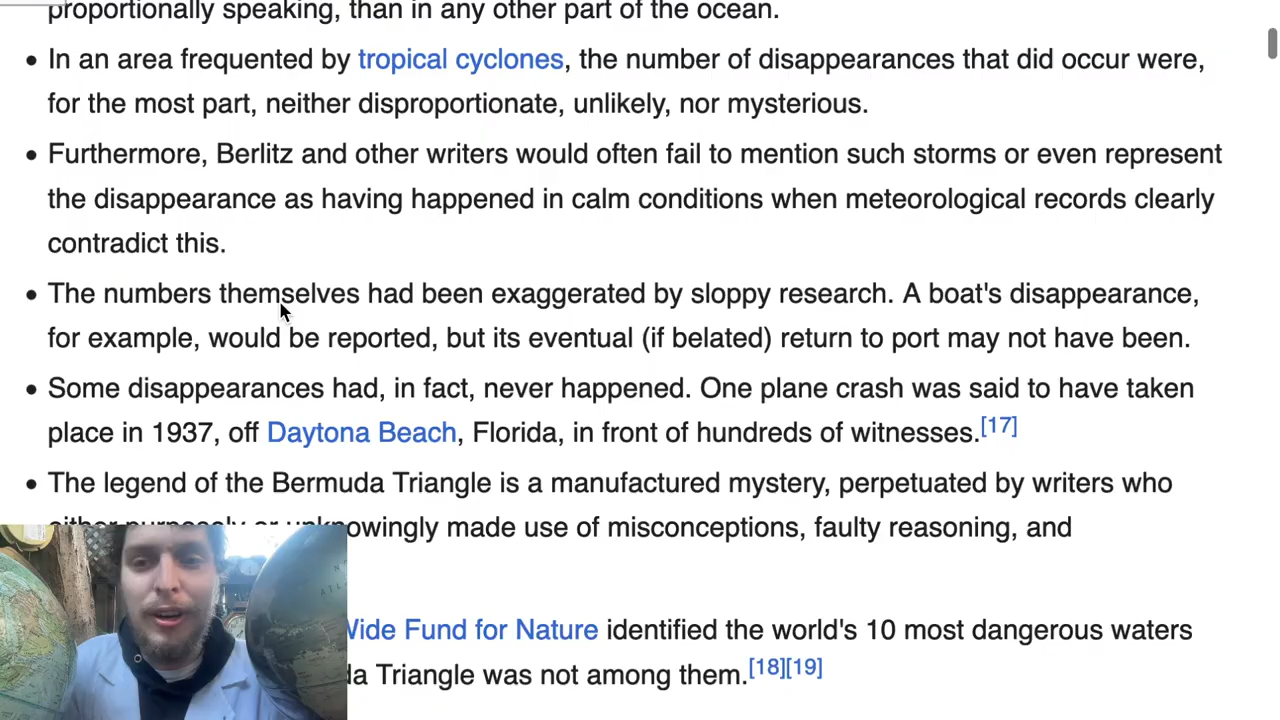 proportionally speaking, than in any other part of the ocean.
• In an area frequented by tropical cyclones, the number of disappearances that did occur were,
for the most part, neither disproportionate, unlikely, nor mysterious.
• Furthermore, Berlitz and other writers would often fail to mention such storms or even represent
the disappearance as having happened in calm conditions when meteorological records clearly
contradict this.
• The numbers themselves had been exaggerated by sloppy research. A boat's disappearance,
for example, would be reported, but its eventual (if belated) return to port may not have been.
• Some disappearances had, in fact, never happened. One plane crash was said to have taken
place in 1937, off Daytona Beach, Florida, in front of hundreds of witnesses.[17]
• The legend of the Bermuda Triangle is a manufactured mystery, perpetuated by writers who
either purposely or unknowingly made use of misconceptions, faulty reasoning, and
Wide Fund for Nature identified the world's 10 most dangerous waters
da Triangle was not among them.[18][19]